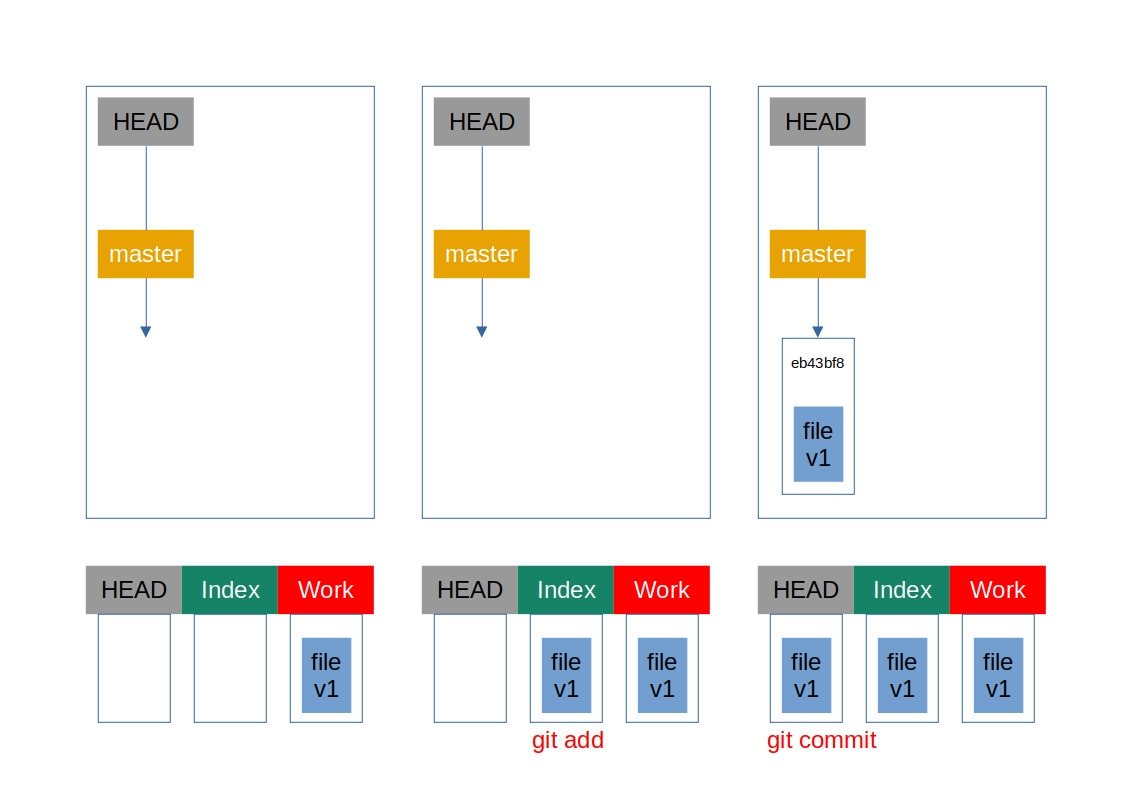 HEAD HEAD HEAD
master master master
eb43bf8
file
v1
HEAD Index Work HEAD Index Work HEAD Index Work
file file file file file file
v1 v1 v1 v1 v1 v1
git add git commit